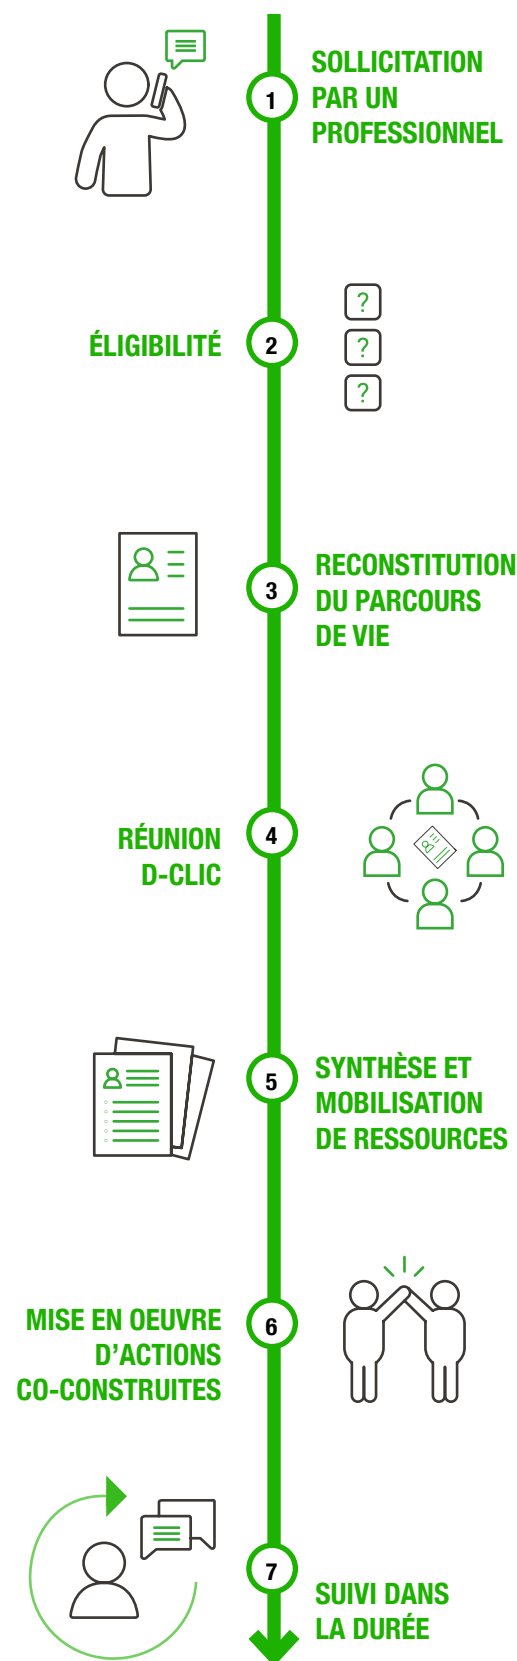 1
SOLLICITATION
PAR UN
PROFESSIONNEL
ÉLIGIBILITÉ
2
?
?
?
3
RECONSTITUTION
DU PARCOURS
DE VIE
RÉUNION
D-CLIC
4
5
SYNTHÈSE ET
MOBILISATION
DE RESSOURCES
MISE EN OEUVRE
D’ACTIONS
CO-CONSTRUITES
6
7
SUIVI DANS
LA DURÉE